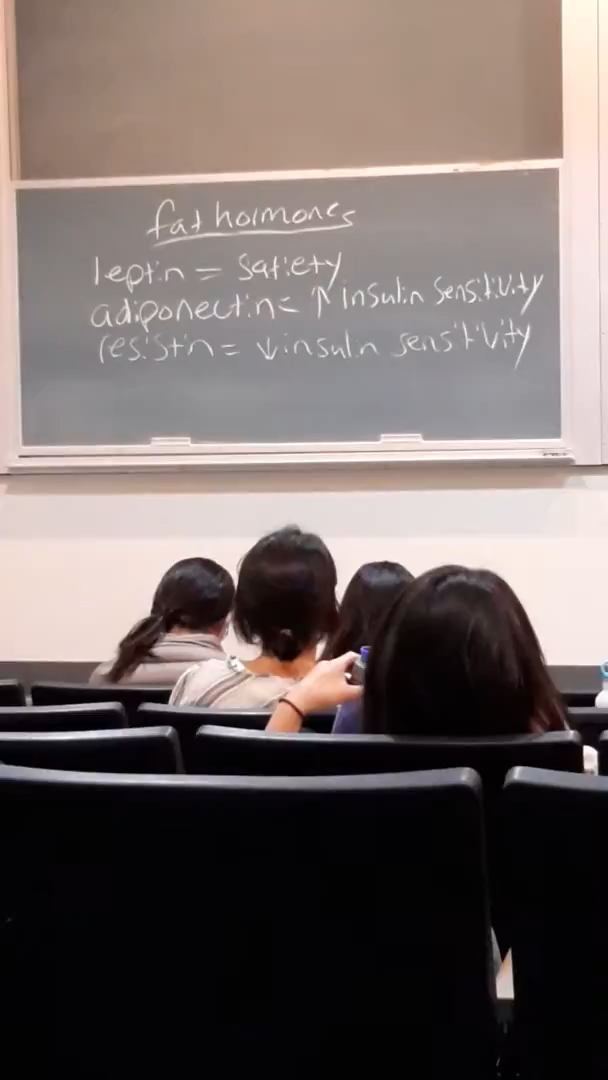 fat hormones
leptin = satiety
adiponectin = ↑ insulin sensitivity
resistin = ↓ insulin sensitivity